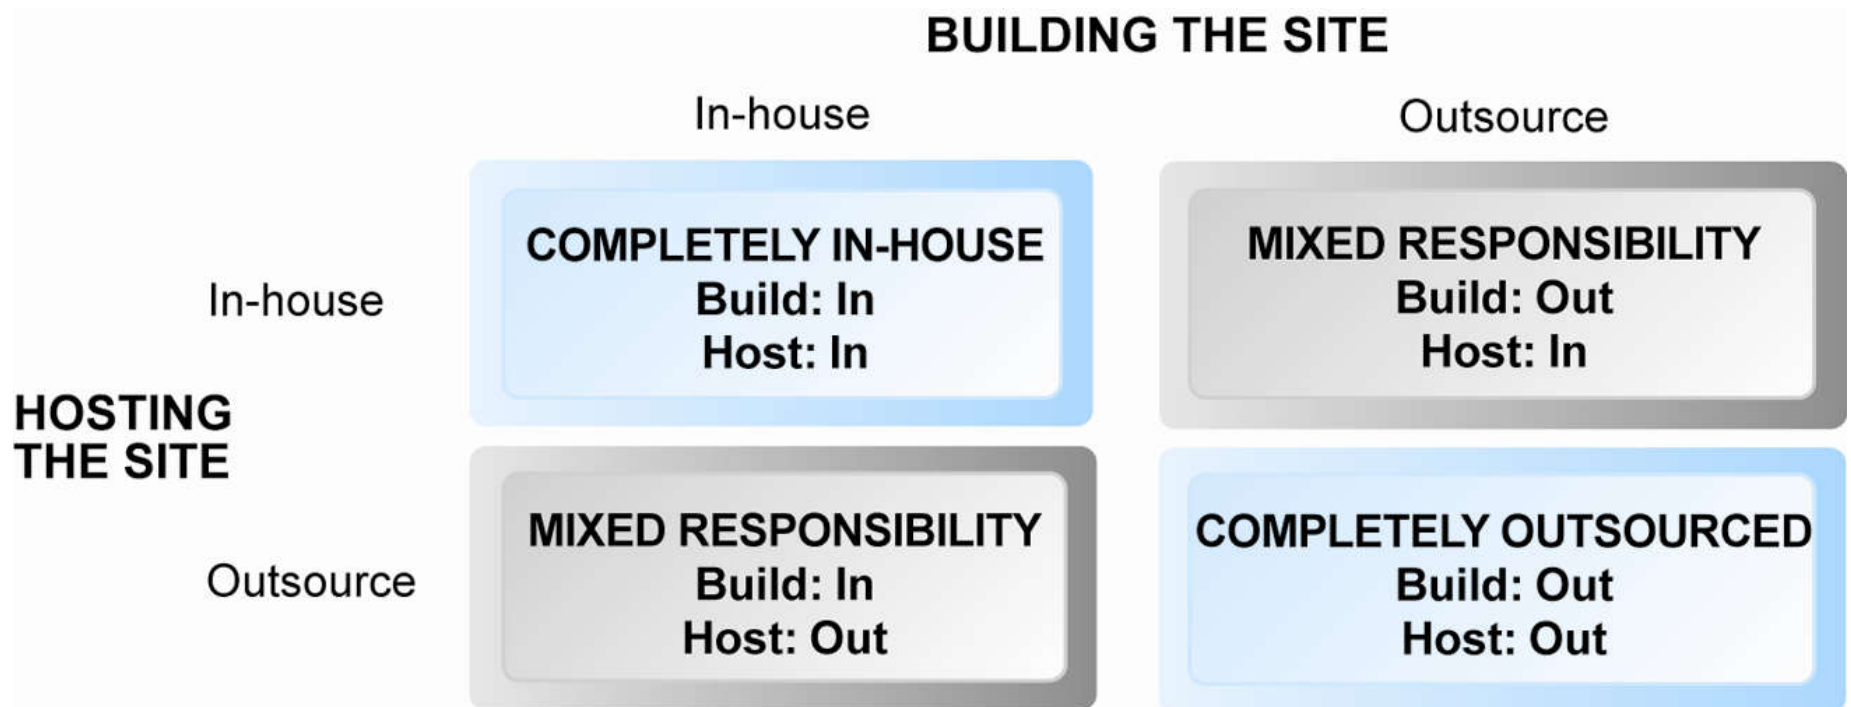 BUILDING THE SITE
In-house
Outsource
In-house
COMPLETELY IN-HOUSE
Build: In
Host: In
MIXED RESPONSIBILITY
Build: Out
Host: In
HOSTING
THE SITE
Outsource
MIXED RESPONSIBILITY
Build: In
Host: Out
COMPLETELY OUTSOURCED
Build: Out
Host: Out